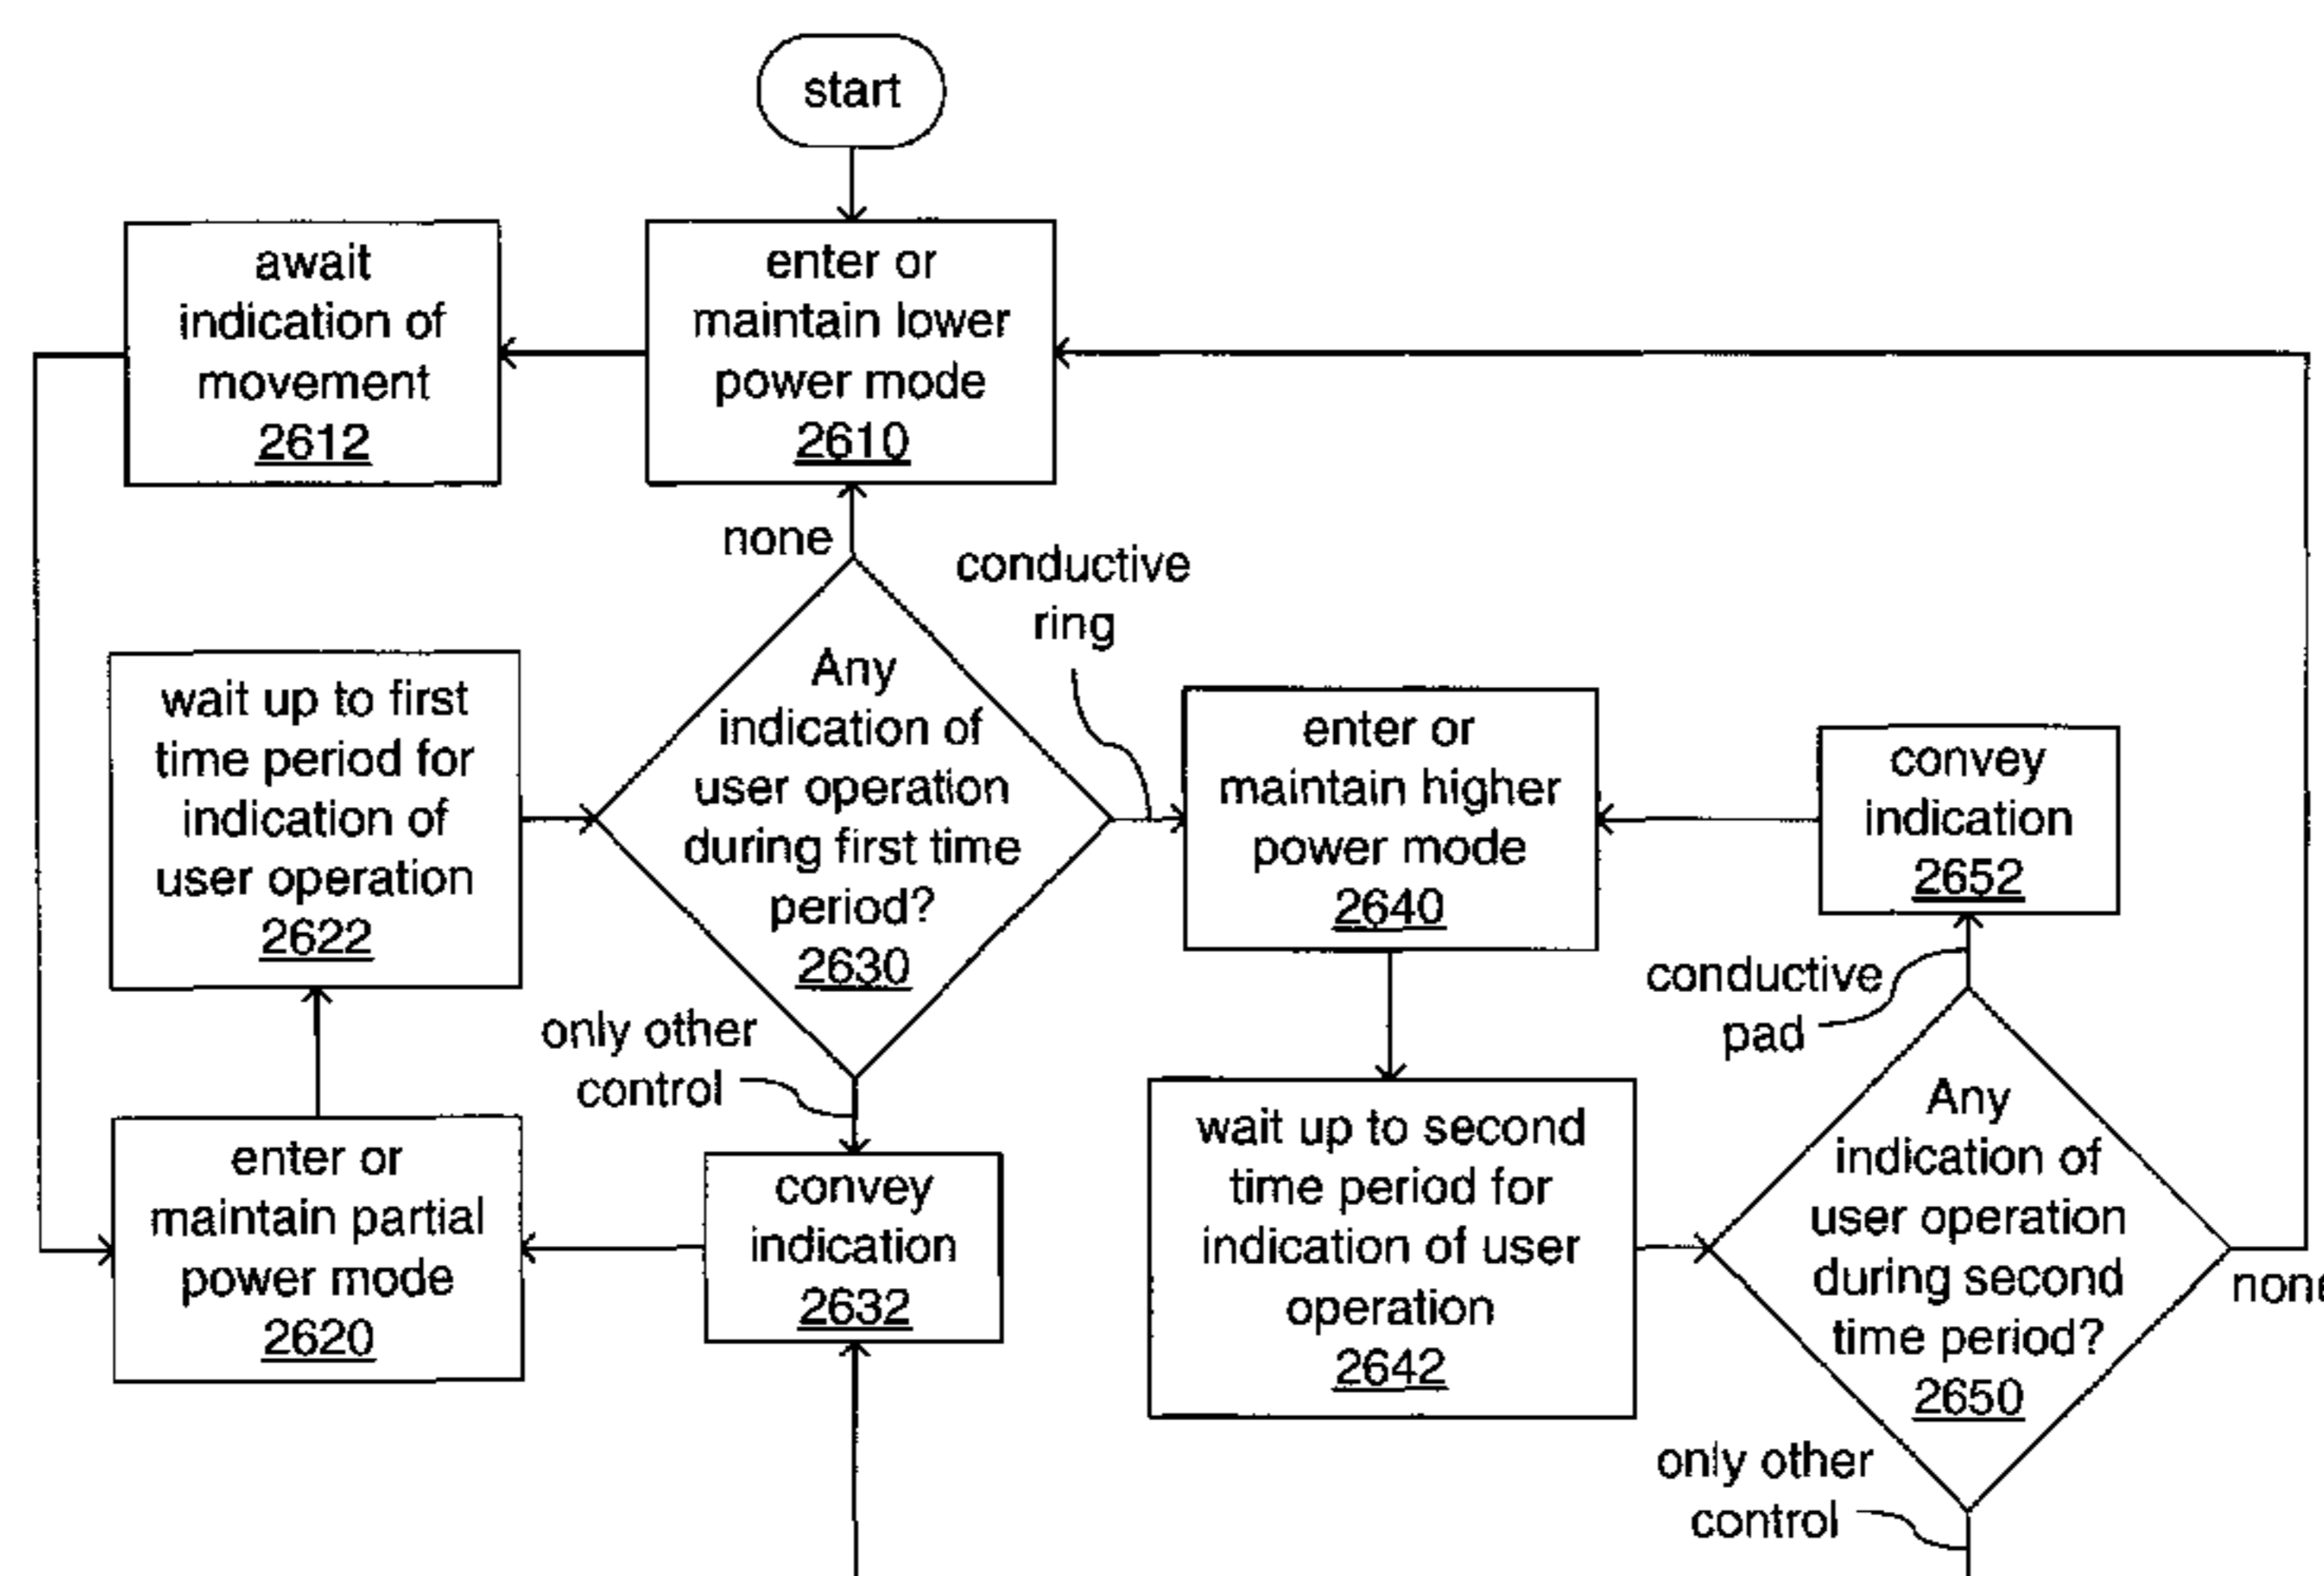 start
await
indication of
movement
2612
enter or
maintain lower
power mode
2610
none
conductive
ring
wait up to first
time period for
indication of
user operation
2622
Any
indication of
user operation
during first time
period?
2630
enter or
maintain higher
power mode
2640
convey
indication
2652
only other
control
conductive
pad
enter or
maintain partial
power mode
2620
convey
indication
2632
wait up to second
time period for
indication of user
operation
2642
Any
indication of
user operation
during second
time period?
2650
none
only other
control